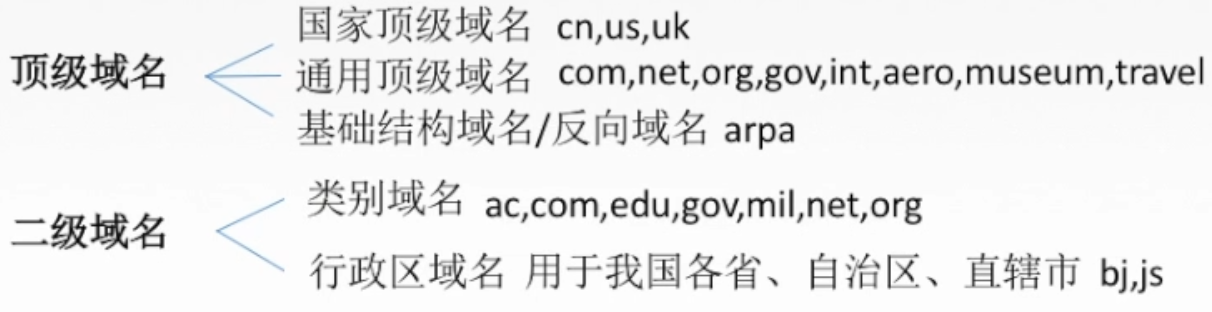 国家顶级域名 cn,us,uk
顶级域名
通用顶级域名 com,net,org,gov,int,aero,museum,travel
基础结构域名/反向域名 arpa
类别域名 ac,com,edu,gov,mil,net,org
二级域名
行政区域名 用于我国各省、自治区、直辖市 bj,js